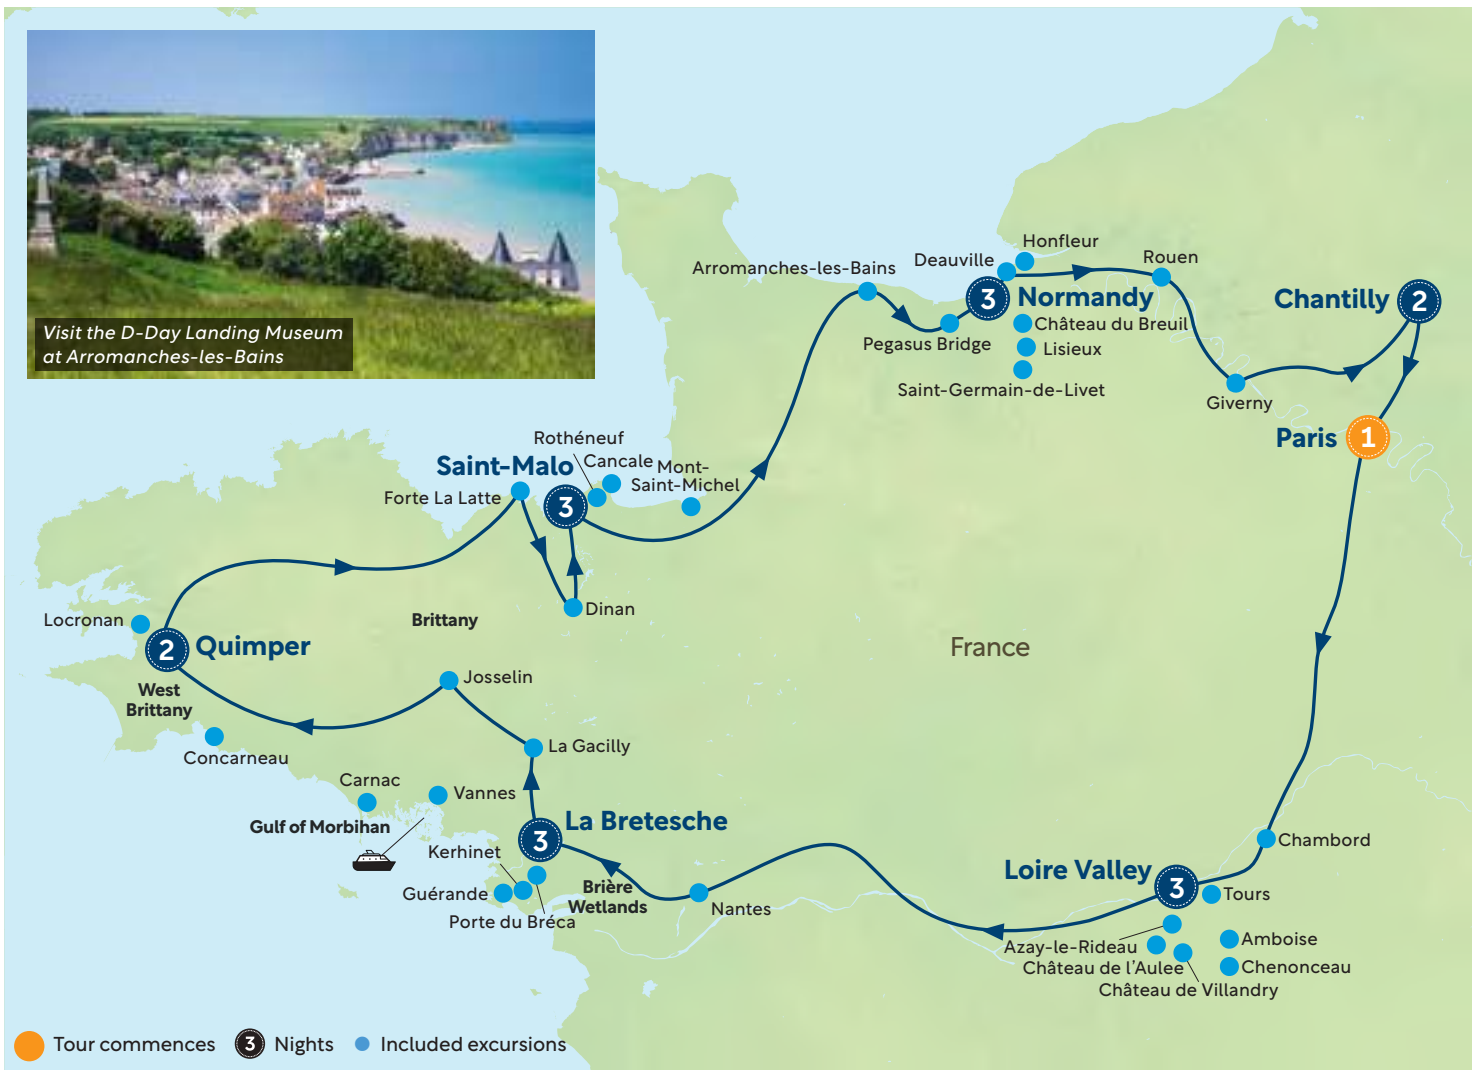 Visit the D-Day Landing Museum
at Arromanches-les-Bains
Honfleur
Deauville
Rouen
Arromanches-les-Bains
3
Normandy
Chantilly
2
Château du Breuil
Pegasus Bridge
Lisieux
Saint-Germain-de-Livet
Giverny
Paris
1
Rothéneuf
Saint-Malo
Cancale
Mont-
Saint-Michel
Forte La Latte
3
Dinan
Locronan
Brittany
2
Quimper
France
Josselin
West
Brittany
La Gacilly
Concarneau
Carnac
Vannes
Gulf of Morbihan
3
La Bretesche
Kerhinet
Guérande
Porte du Bréca
Brière
Wetlands
Nantes
Chambord
Loire Valley
3
Tours
Azay-le-Rideau
Amboise
Château de l'Aulee
Chenonceau
Château de Villandry
Tour commences
3
Nights
Included excursions